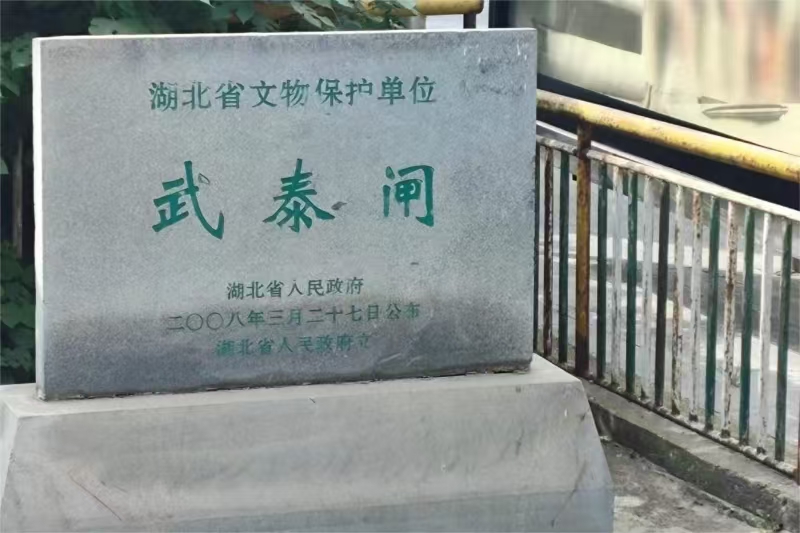 湖北省文物保护单位
武泰闸
湖北省人民政府
二〇〇八年三月二十七日公布
湖北省人民政府立